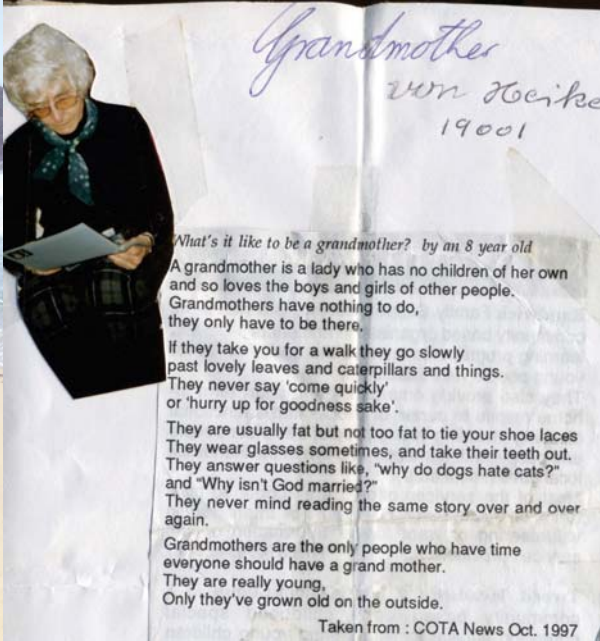 Grandmother
von Heike
19001
What's it like to be a grandmother? by an 8 year old
A grandmother is a lady who has no children of her own
and so loves the boys and girls of other people.
Grandmothers have nothing to do,
they only have to be there.
If they take you for a walk they go slowly
past lovely leaves and caterpillars and things.
They never say 'come quickly'
or 'hurry up for goodness sake'.
They are usually fat but not too fat to tie your shoe laces
They wear glasses sometimes, and take their teeth out.
They answer questions like, "why do dogs hate cats?"
and "Why isn't God married?"
They never mind reading the same story over and over
again.
Grandmothers are the only people who have time
everyone should have a grand mother.
They are really young,
Only they've grown old on the outside.
Taken from : COTA News Oct. 1997